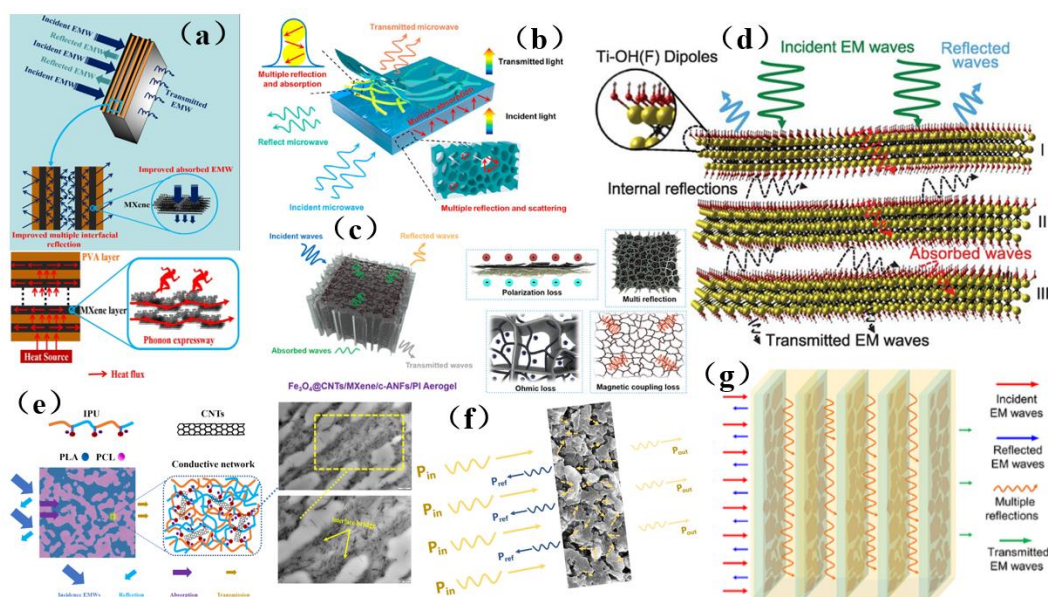 (a)
Incident EMW
Reflected EMW
Incident EMW
Reflected EMW
Incident EMW
Transmitted
EMW
Improved absorbed EMW
MXene
Improved multiple interfacial
reflection
PVA layer
MXene layer
Phonon expressway
Heat Source
Heat flux
(b)
Transmitted microwave
Multiple reflection
and absorption
Transmitted light
Multiple absorption
Incident light
Reflect microwave
Incident microwave
Multiple reflection and scattering
(c)
Incident waves
Reflected waves
Absorbed waves
Transmitted waves
Fe3O4@CNTs/MXene/c-ANFs/PI Aerogel
Polarization loss
Multi reflection
Ohmic loss
Magnetic coupling loss
(d)
Ti-OH(F) Dipoles
Incident EM waves
Reflected
waves
I
Internal reflections
II
Absorbed waves
III
Transmitted EM waves
(e)
IPU
CNTs
PLA
PCL
Conductive network
Interface bridge
Incidence EMWs
Reflection
Absoration
Transmission
(f)
Pin
Pref
Pout
Pin
Pref
Pout
Pin
Pref
Pout
Pin
(g)
Incident
EM waves
Reflected
EM waves
Multiple
reflections
Transmitted
EM waves